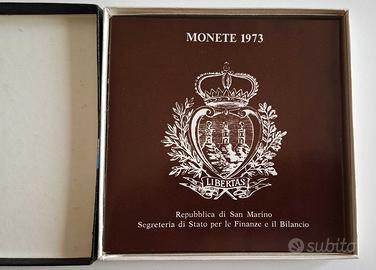 MONETE 1973
LIBERTAS
Repubblica di San Marino
Segreteria di Stato per le Finanze e il Bilancio
subito